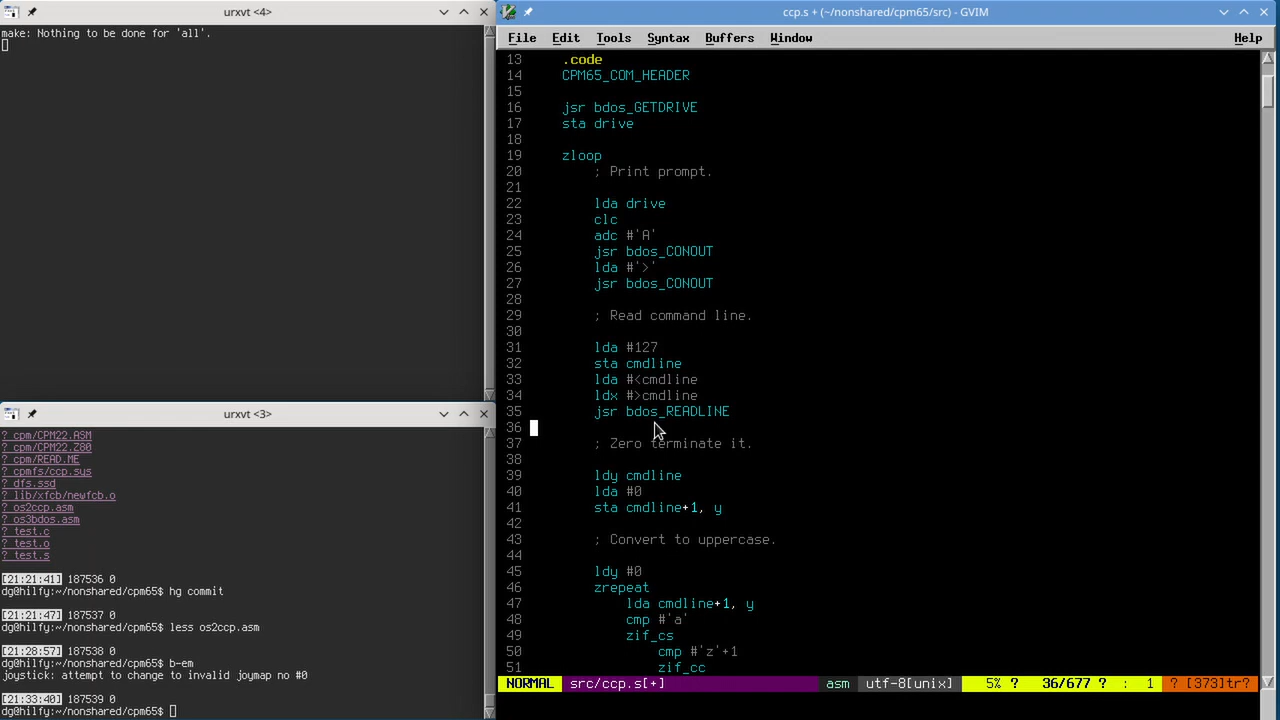 urxvt <4>
make: Nothing to be done for 'all'.
urxvt <3>
? cpm/CPM22.ASM
? cpm/CPM22.Z80
? cpm/READ.ME
? cpmfs/ccp.sys
? dfs.ssd
? lib/xfcb/newfcb.o
? os2ccp.asm
? os3bdos.asm
? test.c
? test.o
? test.s
[21:21:41] 187536 0
dg@hilfy:~/nonshared/cpm65$ hg commit
[21:21:47] 187537 0
dg@hilfy:~/nonshared/cpm65$ less os2ccp.asm
[21:28:57] 187538 0
dg@hilfy:~/nonshared/cpm65$ b-em
joystick: attempt to change to invalid joymap no #0
[21:33:40] 187539 0
dg@hilfy:~/nonshared/cpm65$
ccp.s + (~/nonshared/cpm65/src) - GVIM
File Edit Tools Syntax Buffers Window Help
13 .code
14 CPM65_COM_HEADER
15
16 jsr bdos_GETDRIVE
17 sta drive
18
19 zloop
20 ; Print prompt.
21
22 lda drive
23 clc
24 adc #'A'
25 jsr bdos_CONOUT
26 lda #'>'
27 jsr bdos_CONOUT
28
29 ; Read command line.
30
31 lda #127
32 sta cmdline
33 lda #<cmdline
34 ldx #>cmdline
35 jsr bdos_READLINE
36
37 ; Zero terminate it.
38
39 ldy cmdline
40 lda #0
41 sta cmdline+1, y
42
43 ; Convert to uppercase.
44
45 ldy #0
46 zrepeat
47 lda cmdline+1, y
48 cmp #'a'
49 zif_cs
50 cmp #'z'+1
51 zif_cc
NORMAL src/ccp.s[+] asm utf-8[unix] 5% ? 36/677 ? : 1 ? [373]tr?